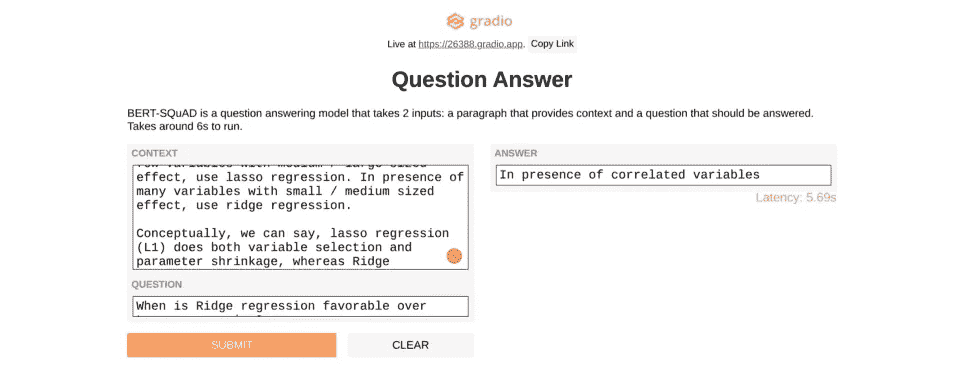 gradio
Live at https://26388.gradio.app. Copy Link
Question Answer
BERT-SQuAD is a question answering model that takes 2 inputs: a paragraph that provides context and a question that should be answered.
Takes around 6s to run.
CONTEXT
effect, use lasso regression. In presence of
many variables with small / medium sized
effect, use ridge regression.
Conceptually, we can say, lasso regression
(L1) does both variable selection and
parameter shrinkage, whereas Ridge
QUESTION
When is Ridge regression favorable over
SUBMIT
CLEAR
ANSWER
In presence of correlated variables
Latency: 5.69s